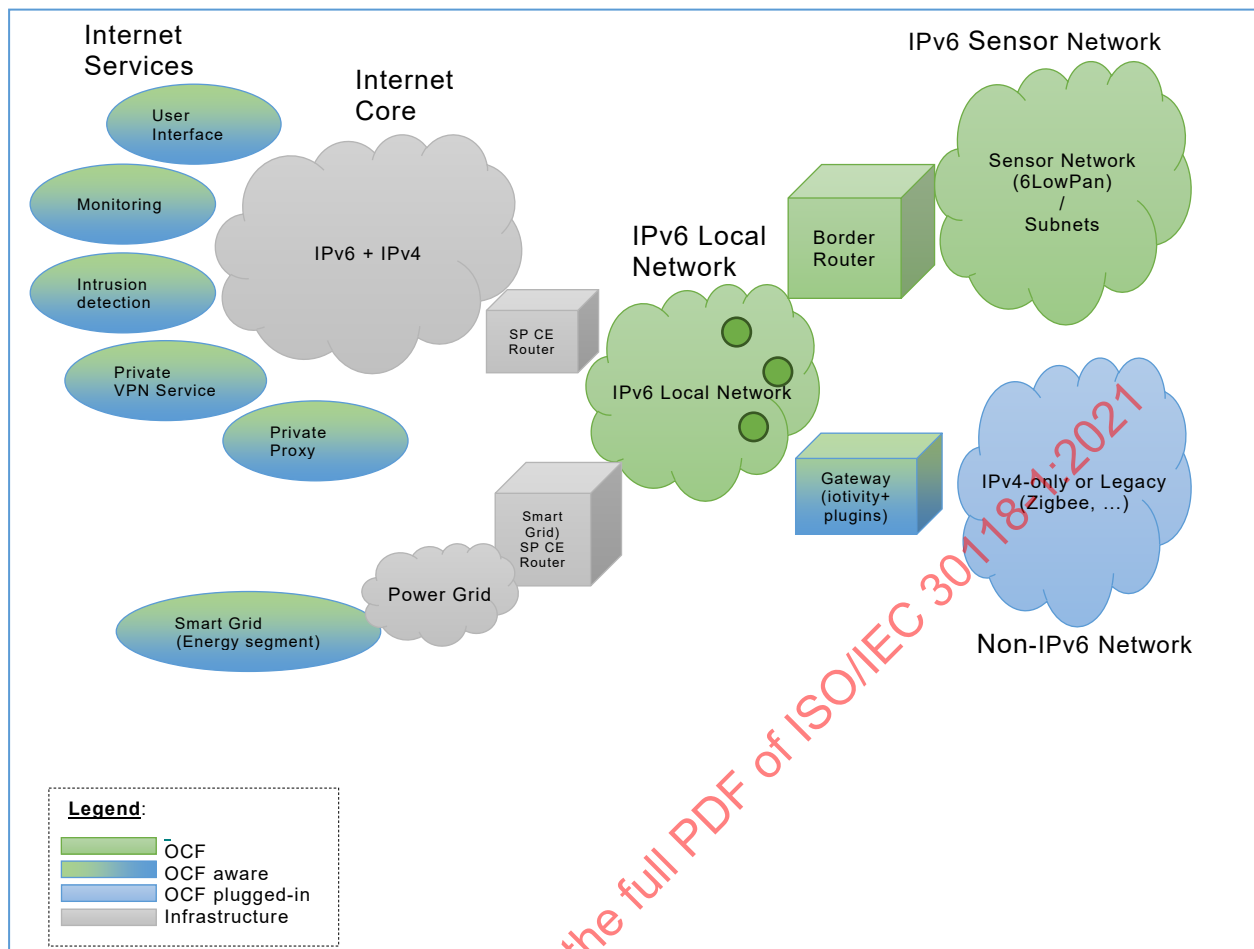 Internet
Services
Internet
Core
IPv6 Sensor Network
User
Interface
Monitoring
Intrusion
detection
Private
VPN Service
Private
Proxy
IPv6 + IPv4
SP CE
Router
IPv6 Local
Network
IPv6 Local Network
Border
Router
Sensor Network
(6LowPan)
/
Subnets
Gateway
(iotivity+
plugins)
IPv4-only or Legacy
(Zigbee, ...)
Non-IPv6 Network
Smart
Grid)
SP CE
Router
Power Grid
Smart Grid
(Energy segment)
Legend:
OCF
OCF aware
OCF plugged-in
Infrastructure
the full PDF of ISO/IEC 30118-1:2021